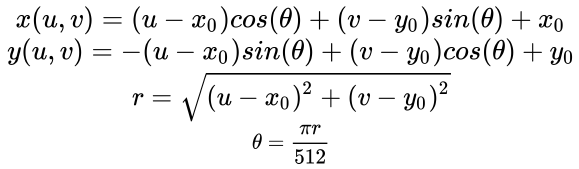 x(u, v) = (u − x₀)cos(θ) + (v − y₀)sin(θ) + x₀
y(u, v) = −(u − x₀)sin(θ) + (v − y₀)cos(θ) + y₀
r = √((u − x₀)² + (v − y₀)²)
θ = πr/512